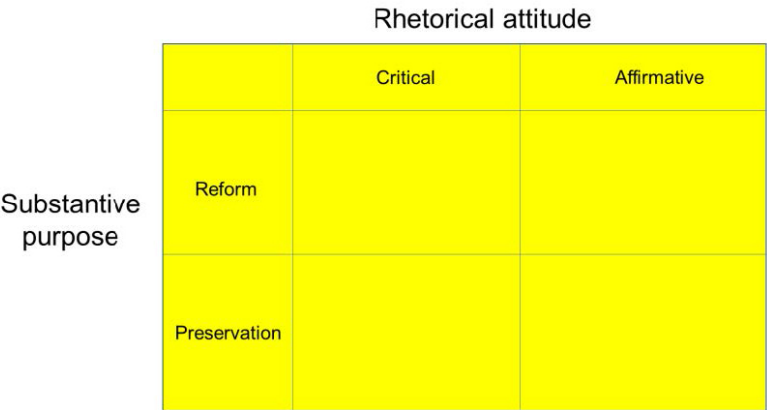 Rhetorical attitude
Critical
Affirmative
Reform
Substantive
purpose
Preservation